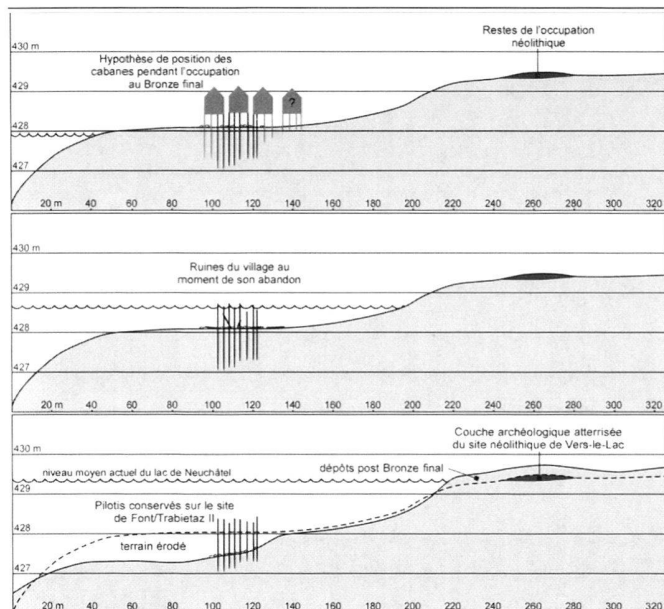 430 m
Restes de l'occupation
néolithique
Hypothèse de position des
cabanes pendant l'occupation
au Bronze final
429
?
428
427
20 m 40 60 80 100 120 140 160 180 200 220 240 260 280 300 320
430 m
Ruines du village au
moment de son abandon
429
428
427
20 m 40 60 80 100 120 140 160 180 200 220 240 260 280 300 320
Couche archéologique atterrisée
du site néolithique de Vers-le-Lac
430 m
dépôts post Bronze final
niveau moyen actuel du lac de Neuchâtel
429
Pilotis conservés sur le site
de Font/Trabietaz II
428
terrain érodé
427
20 m 40 60 80 100 120 140 160 180 200 220 240 260 280 300 320